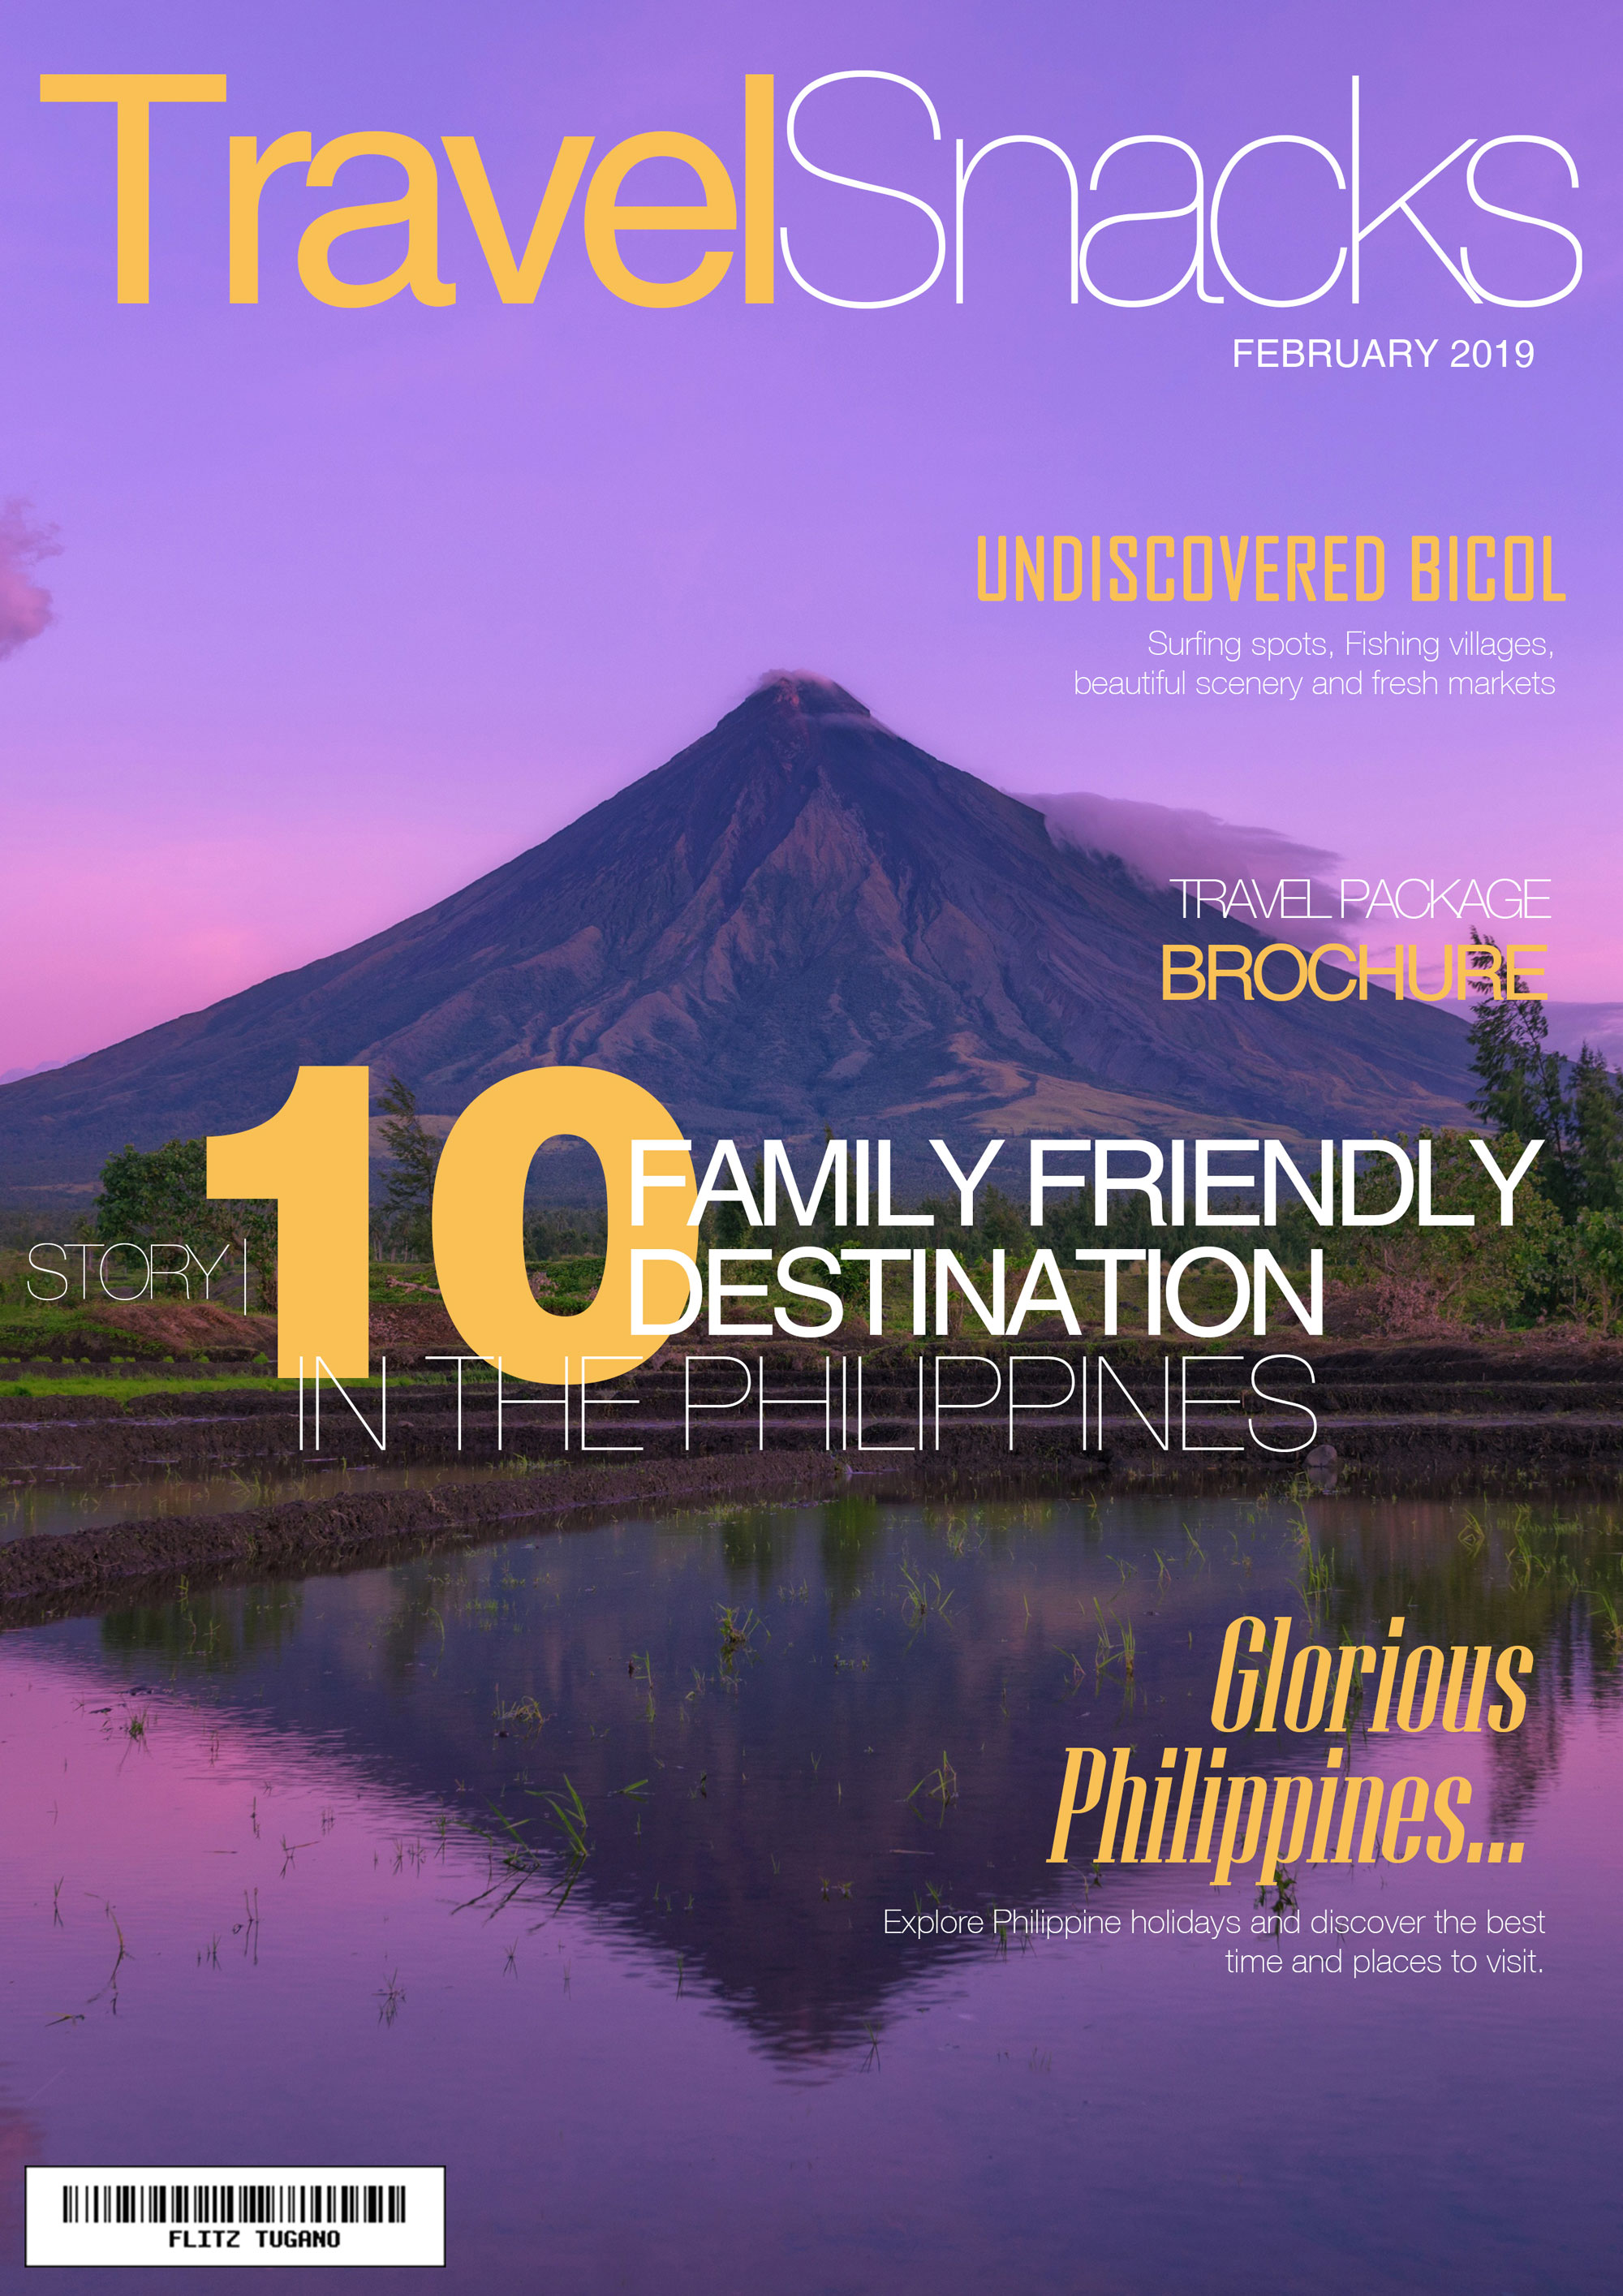 TravelSnacks
FEBRUARY 2019
UNDISCOVERED BICOL
Surfing spots, Fishing villages,
beautiful scenery and fresh markets
TRAVEL PACKAGE
BROCHURE
STORY|
10
FAMILY FRIENDLY
DESTINATION
IN THE PHILIPPINES
Glorious
Philippines...
Explore Philippine holidays and discover the best
time and places to visit.
FLITZ TUGANO